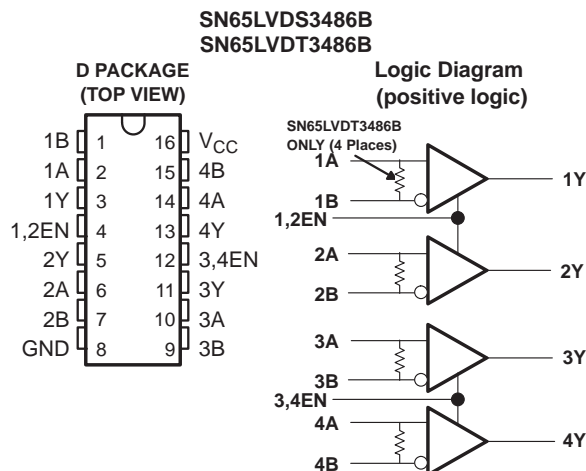 SN65LVDS3486B
SN65LVDT3486B
D PACKAGE
(TOP VIEW)
1B 1 16 VCC
1A 2 15 4B
1Y 3 14 4A
1,2EN 4 13 4Y
2Y 5 12 3,4EN
2A 6 11 3Y
2B 7 10 3A
GND 8 9 3B
Logic Diagram
(positive logic)
SN65LVDT3486B
ONLY (4 Places)
1A
1Y
1B
1,2EN
2A
2Y
2B
3A
3Y
3B
3,4EN
4A
4Y
4B